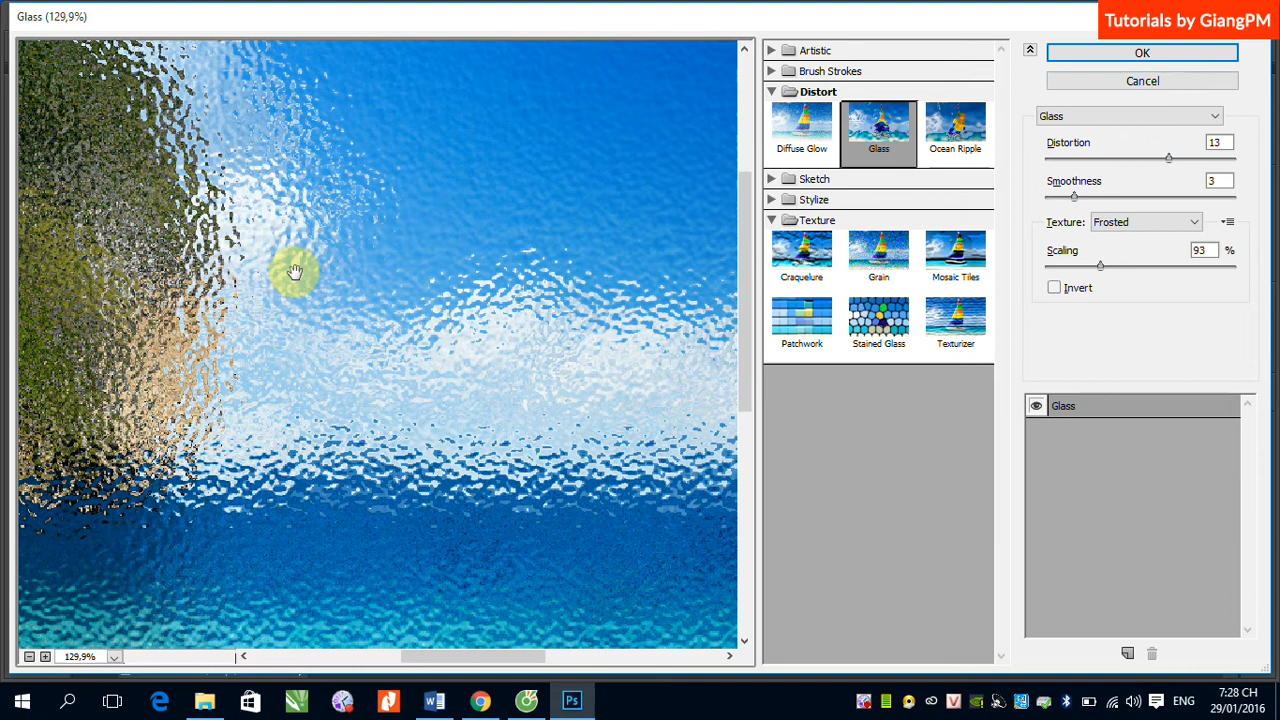 Glass (129,9%)
Tutorials by GiangPM
Artistic
Brush Strokes
Distort
Diffuse Glow
Glass
Ocean Ripple
Sketch
Stylize
Texture
Craquelure
Grain
Mosaic Tiles
Patchwork
Stained Glass
Texturizer
OK
Cancel
Glass
Distortion 13
Smoothness 3
Texture: Frosted
Scaling 93 %
Invert
Glass
129,9%
Ps
ENG
7:28 CH
29/01/2016